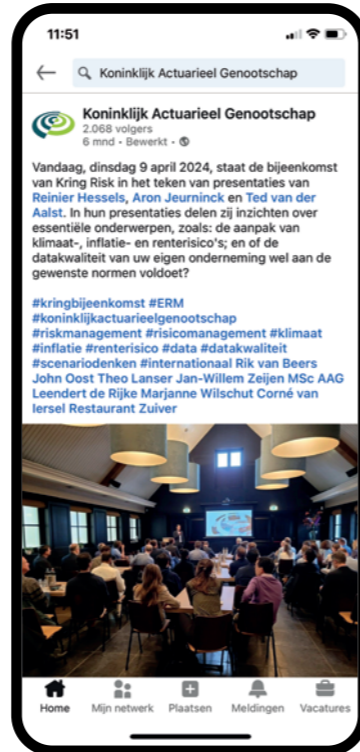 11:51
Koninklijk Actuarieel Genootschap
Koninklijk Actuarieel Genootschap
2.068 volgers
6 mnd • Bewerkt •
Vandaag, dinsdag 9 april 2024, staat de bijeenkomst
van Kring Risk in het teken van presentaties van
Reinier Hessels, Aron Jeurninck en Ted van der
Aalst. In hun presentaties delen zij inzichten over
essentiële onderwerpen, zoals: de aanpak van
klimaat-, inflatie- en renterisico's; en of de
datakwaliteit van uw eigen onderneming wel aan de
gewenste normen voldoet?
#kringbijeenkomst #ERM
#koninklijkactuarieelgenootschap
#riskmanagement #risicomanagement #klimaat
#inflatie #renterisico #data #datakwaliteit
#scenariodenken #internationaal Rik van Beers
John Oost Theo Lanser Jan-Willem Zeijen MSc AAG
Leendert de Rijke Marjanne Wilschut Corné van
Iersel Restaurant Zuiver
Home Mijn netwerk Plaatsen Meldingen Vacatures